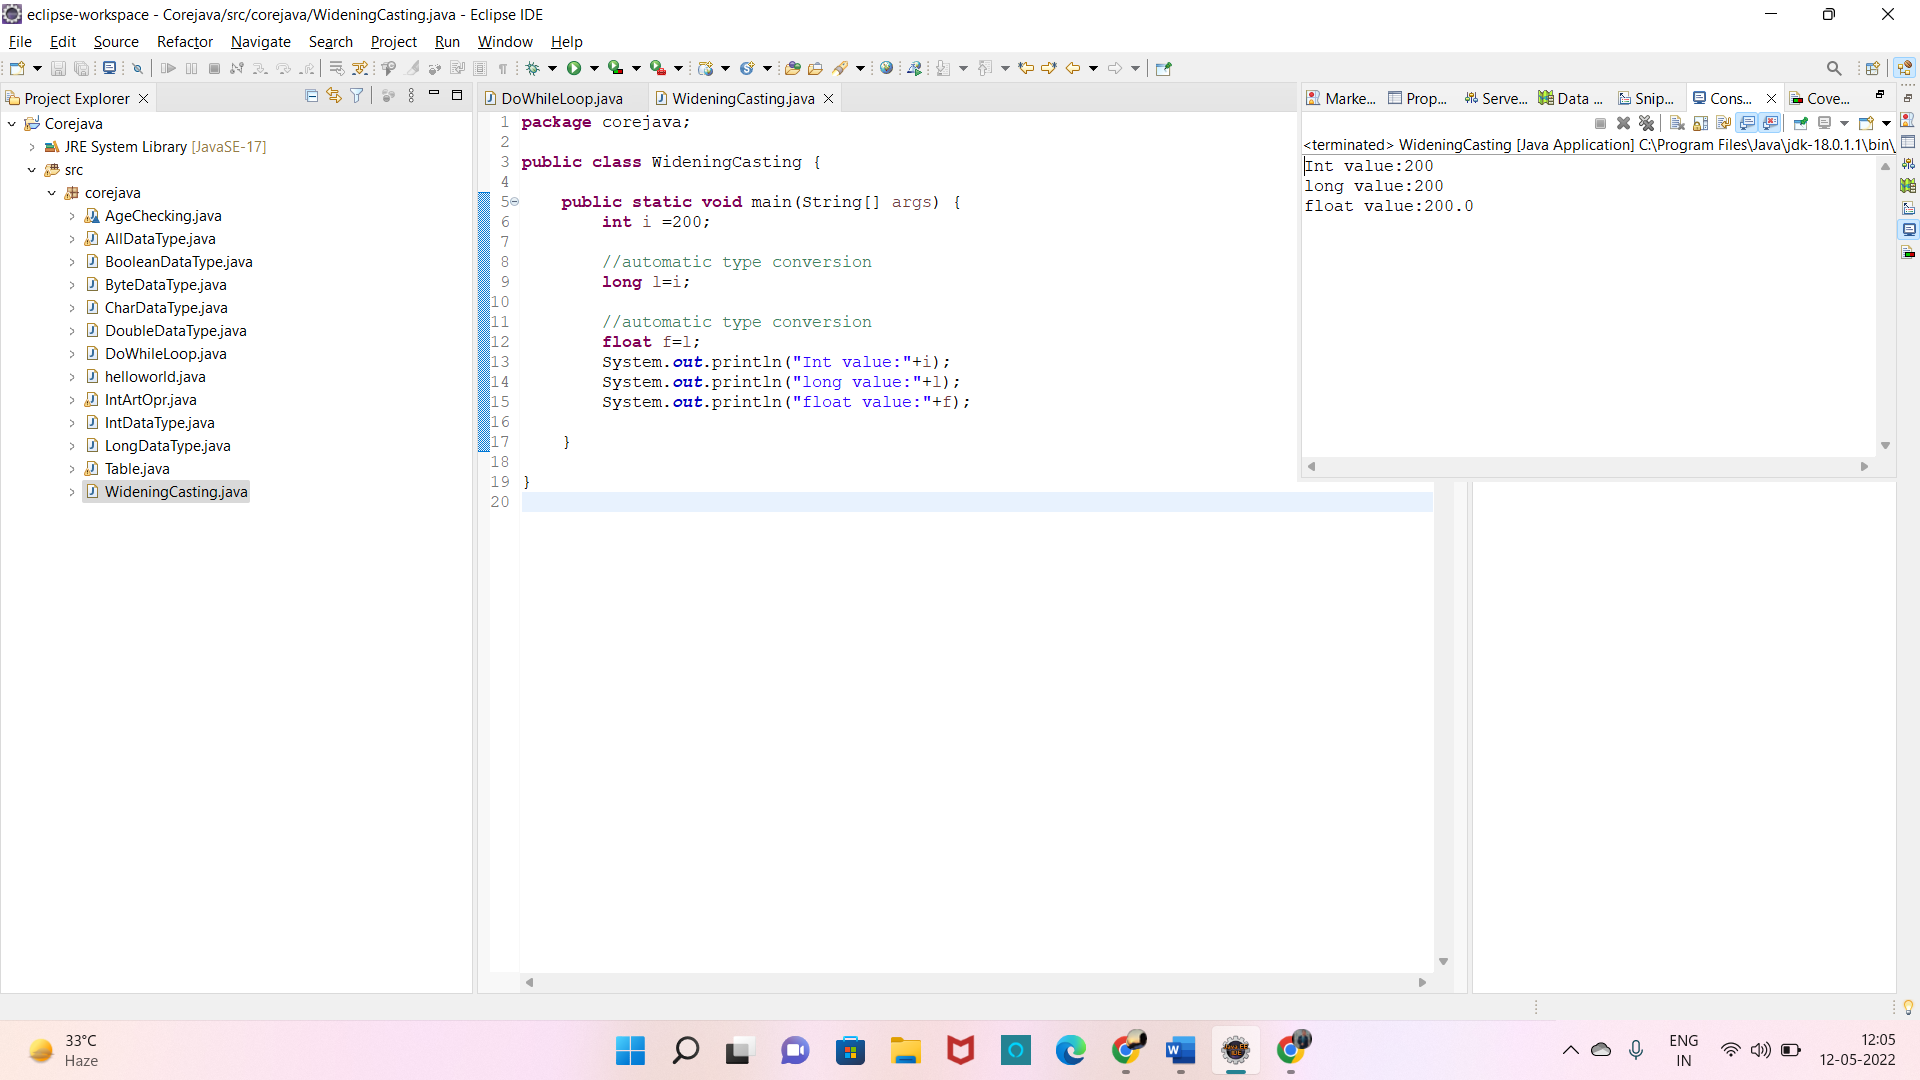 eclipse-workspace - Corejava/src/corejava/WideningCasting.java - Eclipse IDE
File Edit Source Refactor Navigate Search Project Run Window Help
Project Explorer
Corejava
JRE System Library [JavaSE-17]
src
corejava
AgeChecking.java
AllDataType.java
BooleanDataType.java
ByteDataType.java
CharDataType.java
DoubleDataType.java
DoWhileLoop.java
helloworld.java
IntArtOpr.java
IntDataType.java
LongDataType.java
Table.java
WideningCasting.java
DoWhileLoop.java WideningCasting.java
1 package corejava;
2
3 public class WideningCasting {
4
5 public static void main(String[] args) {
6 int i =200;
7
8 //automatic type conversion
9 long l=i;
10
11 //automatic type conversion
12 float f=l;
13 System.out.println("Int value:"+i);
14 System.out.println("long value:"+l);
15 System.out.println("float value:"+f);
16
17 }
18
19 }
20
Marke... Prop... Serve... Data ... Snip... Cons... Cove...
<terminated> WideningCasting [Java Application] C:\Program Files\Java\jdk-18.0.1.1\bin\
Int value:200
long value:200
float value:200.0
33°C
Haze
ENG
IN
12:05
12-05-2022